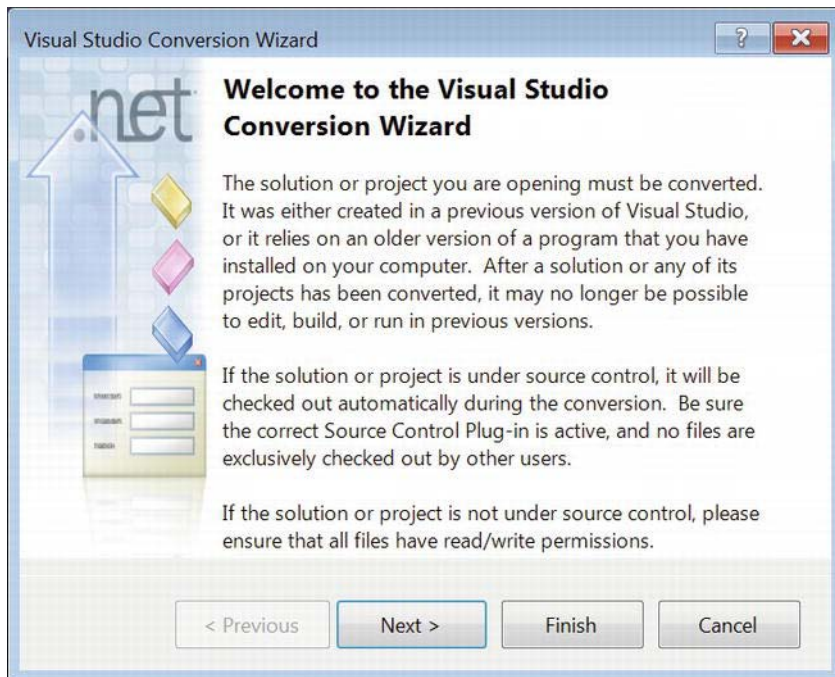 Visual Studio Conversion Wizard
?
.net
Welcome to the Visual Studio
Conversion Wizard
The solution or project you are opening must be converted.
It was either created in a previous version of Visual Studio,
or it relies on an older version of a program that you have
installed on your computer.  After a solution or any of its
projects has been converted, it may no longer be possible
to edit, build, or run in previous versions.
If the solution or project is under source control, it will be
checked out automatically during the conversion.  Be sure
the correct Source Control Plug-in is active, and no files are
exclusively checked out by other users.
If the solution or project is not under source control, please
ensure that all files have read/write permissions.
< Previous
Next >
Finish
Cancel